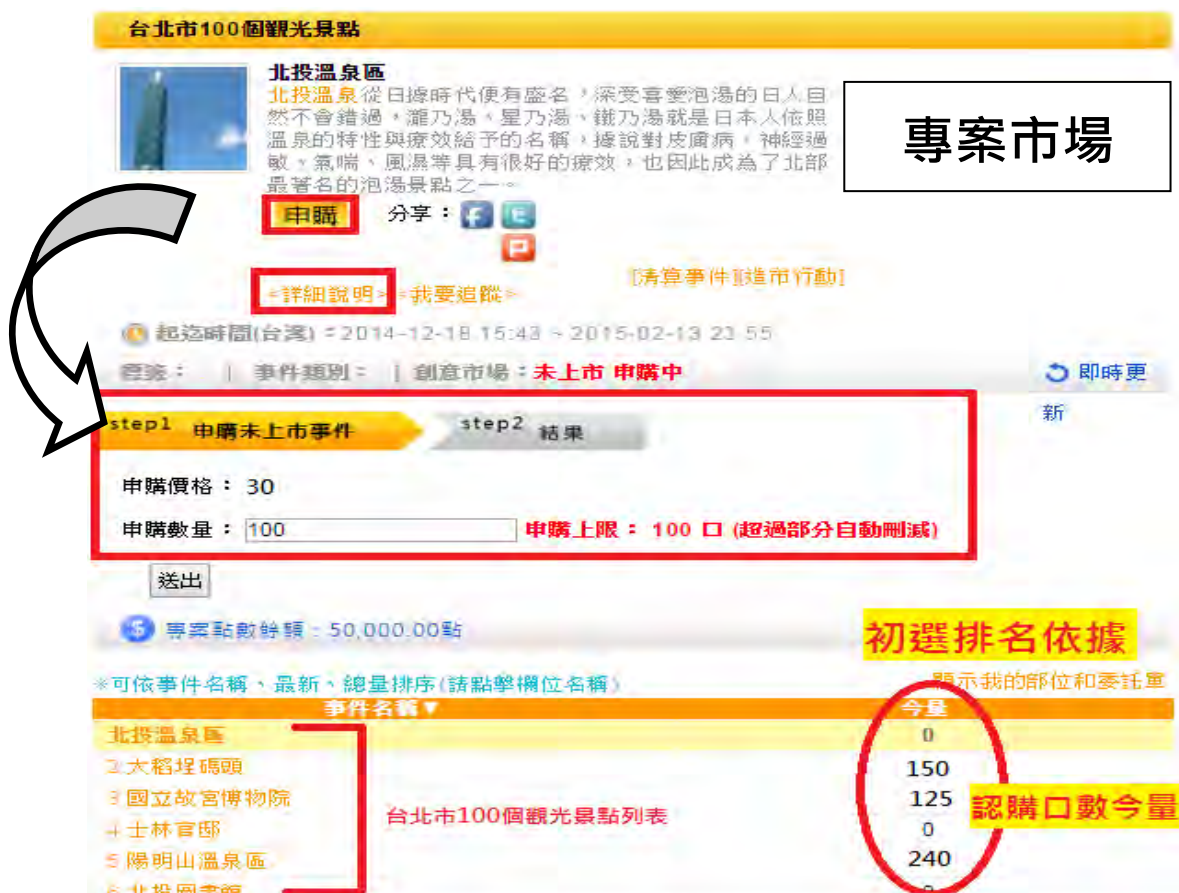 台北市100個觀光景點
北投溫泉區
北投溫泉從日據時代便有盛名，深受喜愛泡湯的日人自
然不會錯過，瀧乃湯、星乃湯、鐵乃湯就是日本人依照
溫泉的特性與療效給予的名稱，據說對皮膚病，神經過
敏、氣喘、風濕等具有很好的療效，也因此成為了北部
最著名的泡湯景點之一。
專案市場
申購 分享：
[清算事件][進市行動]
<詳細說明> <我要追蹤>
起迄時間(台灣)：2014-12-18 15:43 ~ 2015-02-13 23:55
標籤： | 事件類別： | 創意市場：未上市 申購中
即時更
新
step1 申購未上市事件 step2 結果
申購價格： 30
申購數量： 100 申購上限： 100 口 (超過部分自動刪減)
送出
專案點數餘額：50,000.00點
初選排名依據
※可依事件名稱、最新、總量排序(請點擊欄位名稱)
顯示我的部位和委託單
事件名稱▼ 今量
北投溫泉區 0
2 大稻埕碼頭 150
3 國立故宮博物院 125
認購口數今量
台北市100個觀光景點列表
4 士林官邸 0
5 陽明山溫泉區 240
6 北投圖書館 0